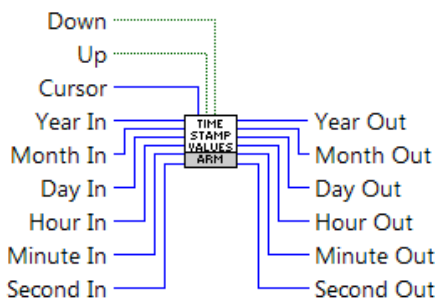 Down
Up
Cursor
Year In
Month In
Day In
Hour In
Minute In
Second In
TIME
STAMP
VALUES
ARM
Year Out
Month Out
Day Out
Hour Out
Minute Out
Second Out